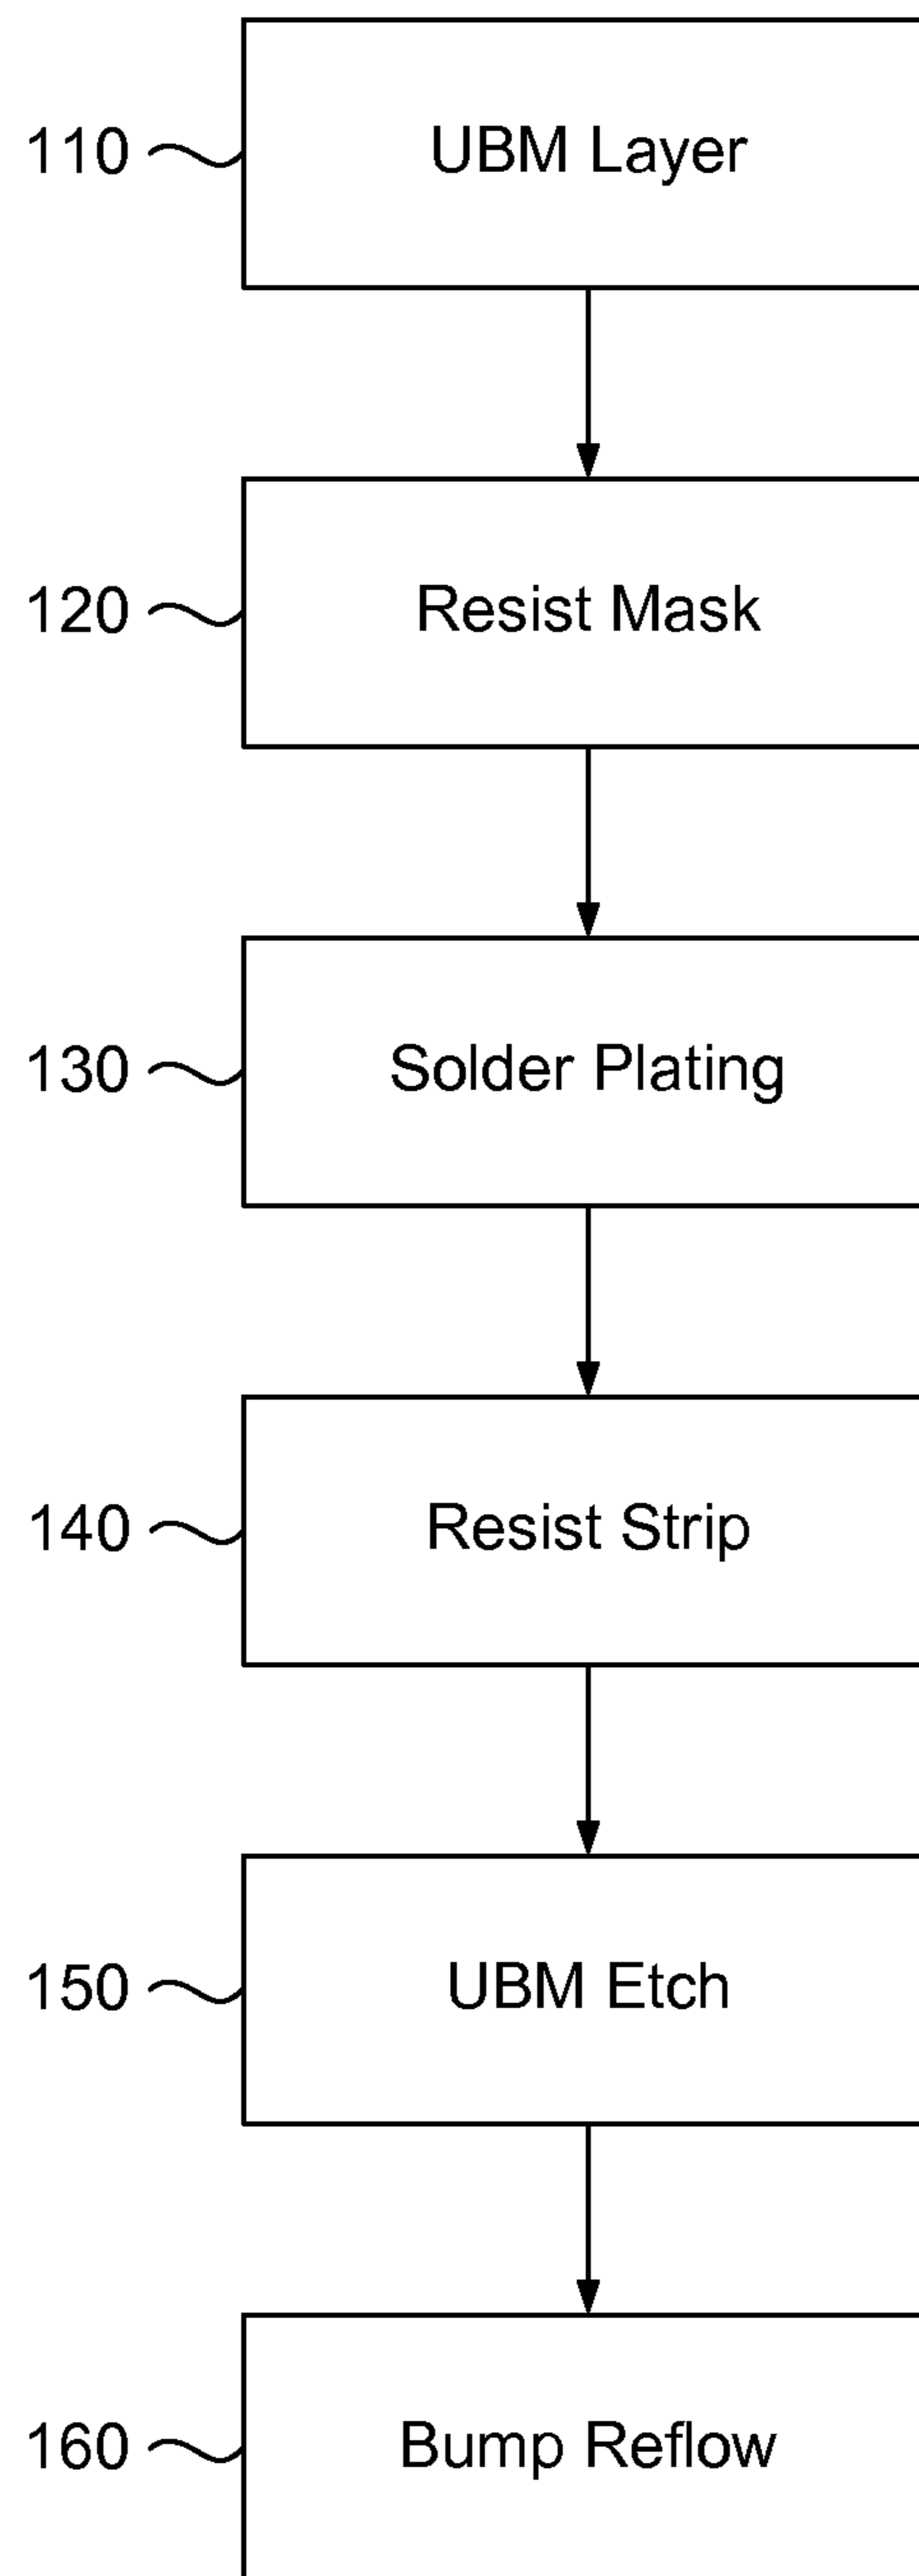 110 UBM Layer
120 Resist Mask
130 Solder Plating
140 Resist Strip
150 UBM Etch
160 Bump Reflow